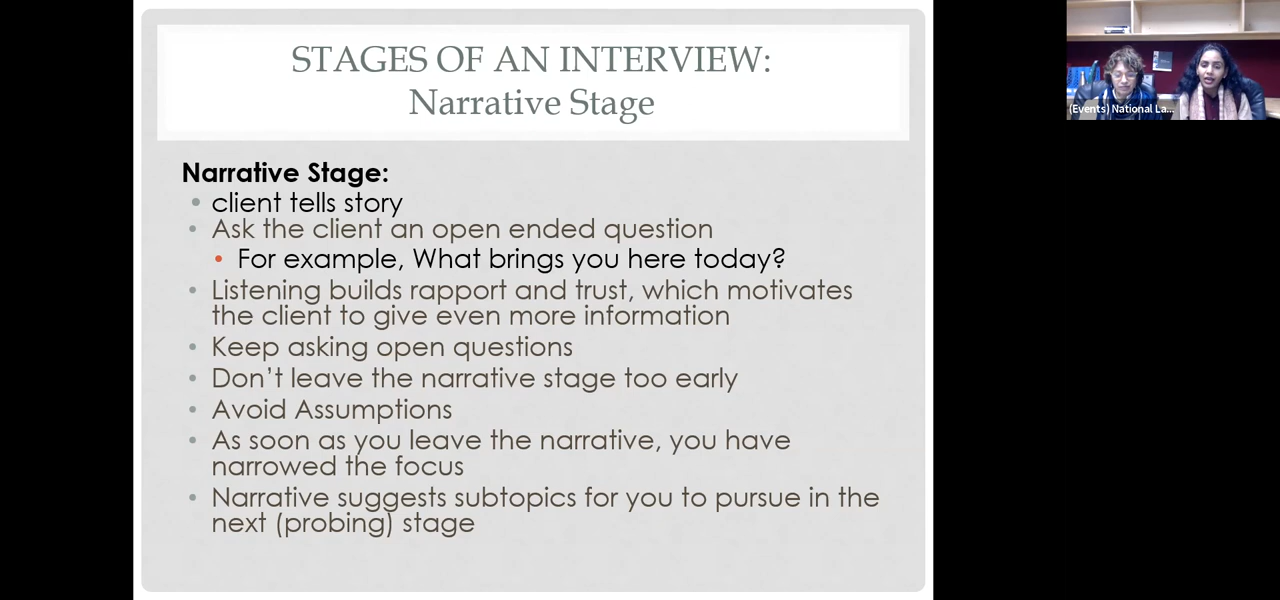 STAGES OF AN INTERVIEW:
Narrative Stage
Narrative Stage:
• client tells story
• Ask the client an open ended question
• For example, What brings you here today?
• Listening builds rapport and trust, which motivates
the client to give even more information
• Keep asking open questions
• Don't leave the narrative stage too early
• Avoid Assumptions
• As soon as you leave the narrative, you have
narrowed the focus
• Narrative suggests subtopics for you to pursue in the
next (probing) stage
(Events) National La...